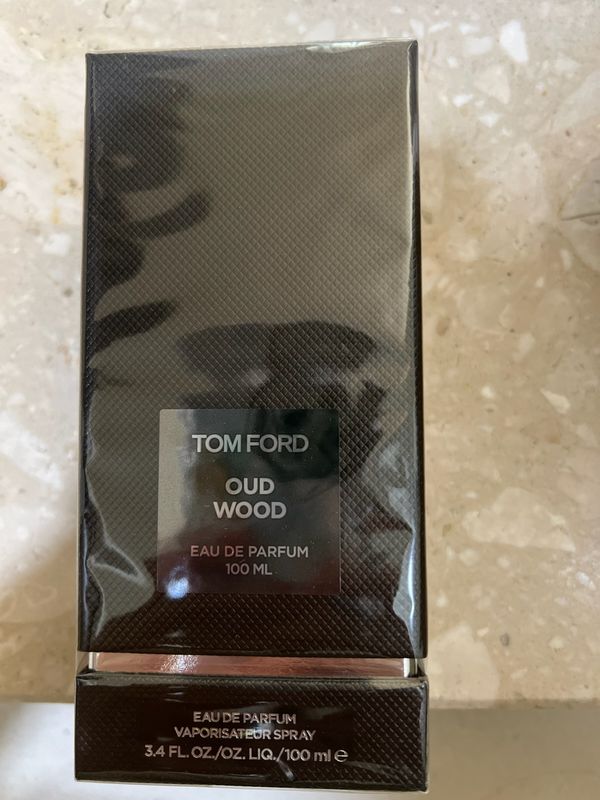 TOM FORD
OUD
WOOD
EAU DE PARFUM
100 ML
EAU DE PARFUM
VAPORISATEUR SPRAY
3.4 FL. OZ./OZ. LIQ./100 ml ℮